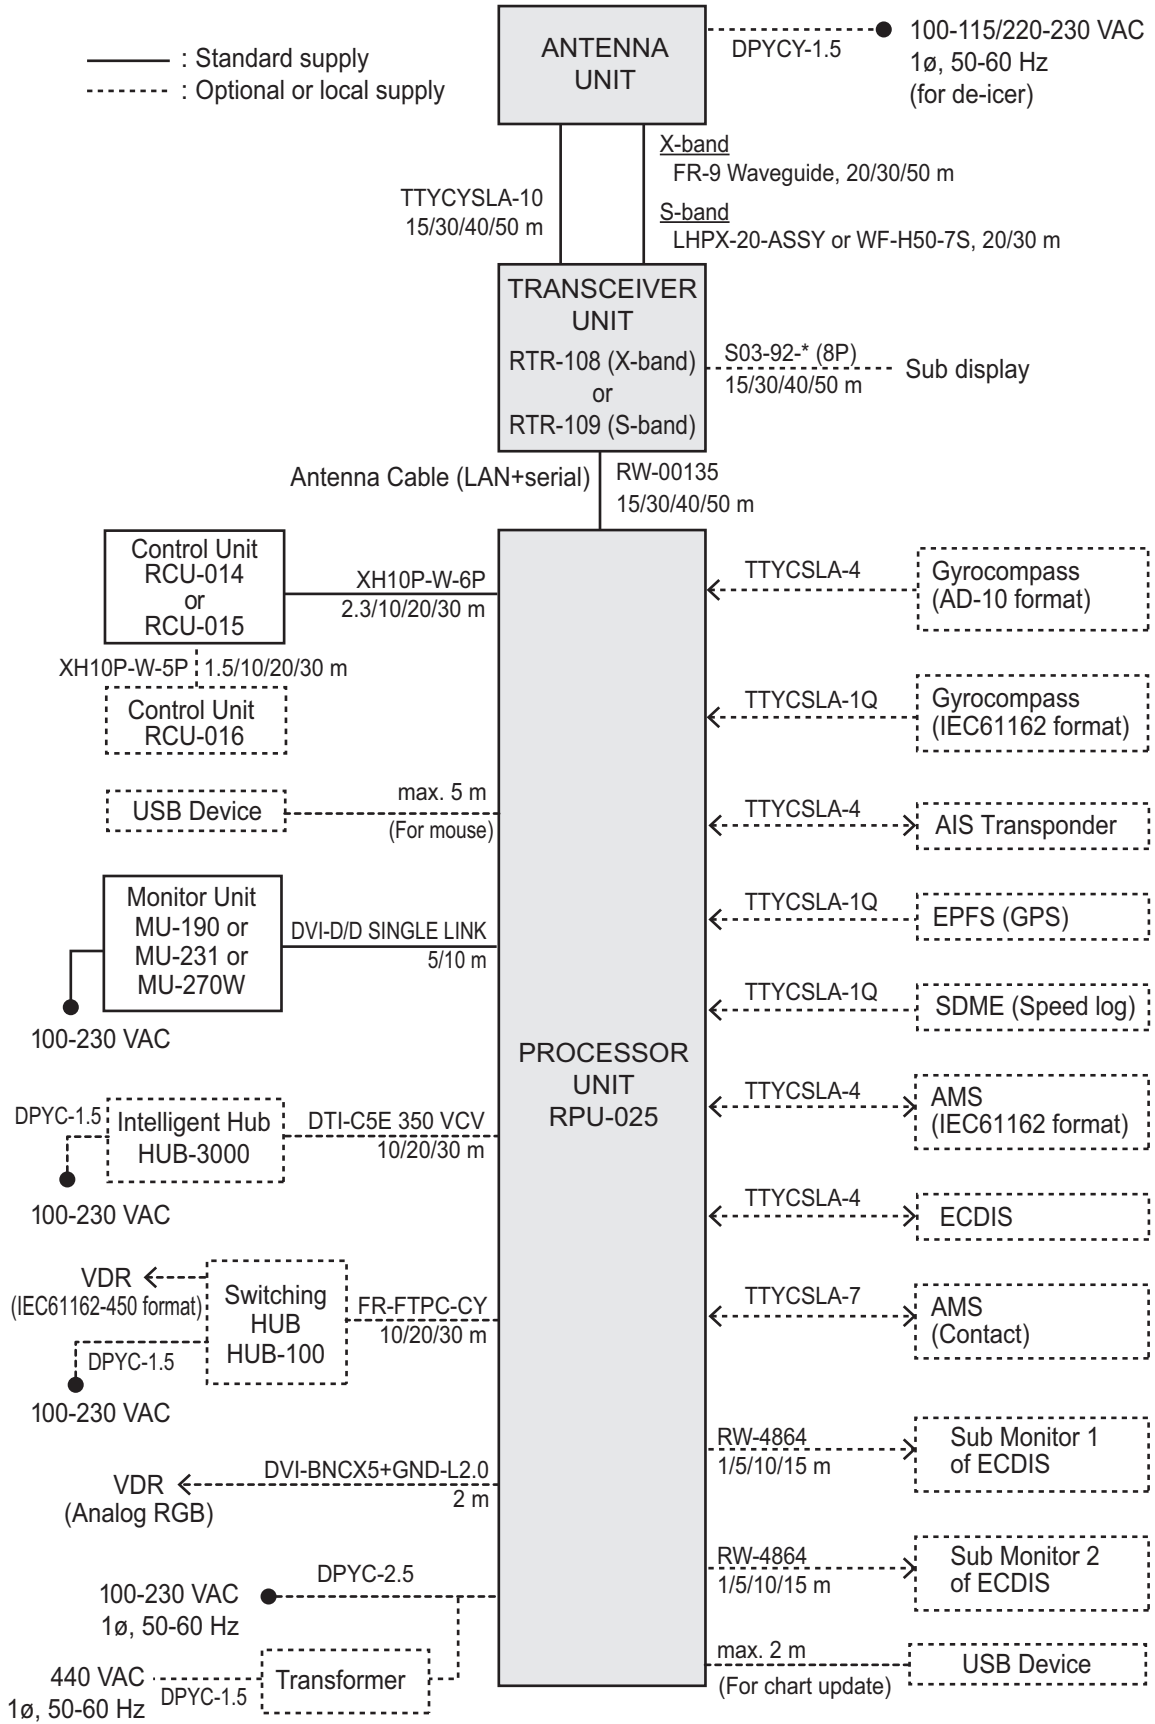 : Standard supply
: Optional or local supply
ANTENNA
UNIT
DPYCY-1.5
100-115/220-230 VAC
1ø, 50-60 Hz
(for de-icer)
TTYCYSLA-10
15/30/40/50 m
X-band
FR-9 Waveguide, 20/30/50 m
S-band
LHPX-20-ASSY or WF-H50-7S, 20/30 m
TRANSCEIVER
UNIT
RTR-108 (X-band)
or
RTR-109 (S-band)
S03-92-* (8P)
15/30/40/50 m
Sub display
Antenna Cable (LAN+serial)
RW-00135
15/30/40/50 m
Control Unit
RCU-014
or
RCU-015
XH10P-W-6P
2.3/10/20/30 m
XH10P-W-5P
1.5/10/20/30 m
Control Unit
RCU-016
USB Device
max. 5 m
(For mouse)
Monitor Unit
MU-190 or
MU-231 or
MU-270W
DVI-D/D SINGLE LINK
5/10 m
100-230 VAC
DPYC-1.5
Intelligent Hub
HUB-3000
DTI-C5E 350 VCV
10/20/30 m
100-230 VAC
VDR
(IEC61162-450 format)
Switching
HUB
HUB-100
FR-FTPC-CY
10/20/30 m
DPYC-1.5
100-230 VAC
VDR
(Analog RGB)
DVI-BNCX5+GND-L2.0
2 m
100-230 VAC
1ø, 50-60 Hz
DPYC-2.5
440 VAC
1ø, 50-60 Hz
DPYC-1.5
Transformer
PROCESSOR
UNIT
RPU-025
TTYCSLA-4
Gyrocompass
(AD-10 format)
TTYCSLA-1Q
Gyrocompass
(IEC61162 format)
TTYCSLA-4
AIS Transponder
TTYCSLA-1Q
EPFS (GPS)
TTYCSLA-1Q
SDME (Speed log)
TTYCSLA-4
AMS
(IEC61162 format)
TTYCSLA-4
ECDIS
TTYCSLA-7
AMS
(Contact)
RW-4864
1/5/10/15 m
Sub Monitor 1
of ECDIS
RW-4864
1/5/10/15 m
Sub Monitor 2
of ECDIS
max. 2 m
(For chart update)
USB Device